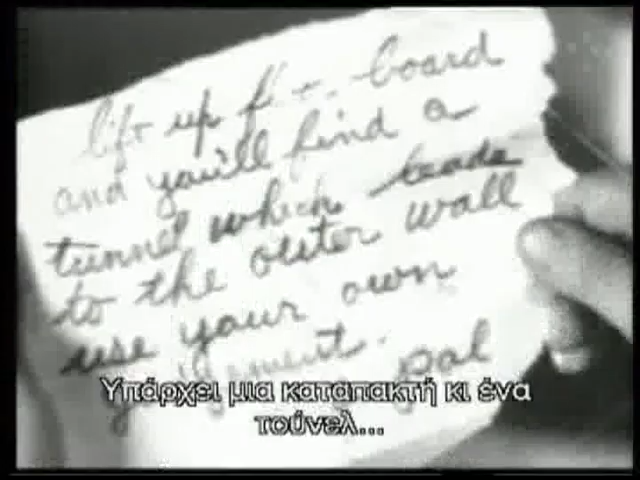 lift up board
and you'll find a
tunnel which leads
to the outer wall
use your own
pal
Υπάρχει μια καταπακτή κι ένα
τούνελ...